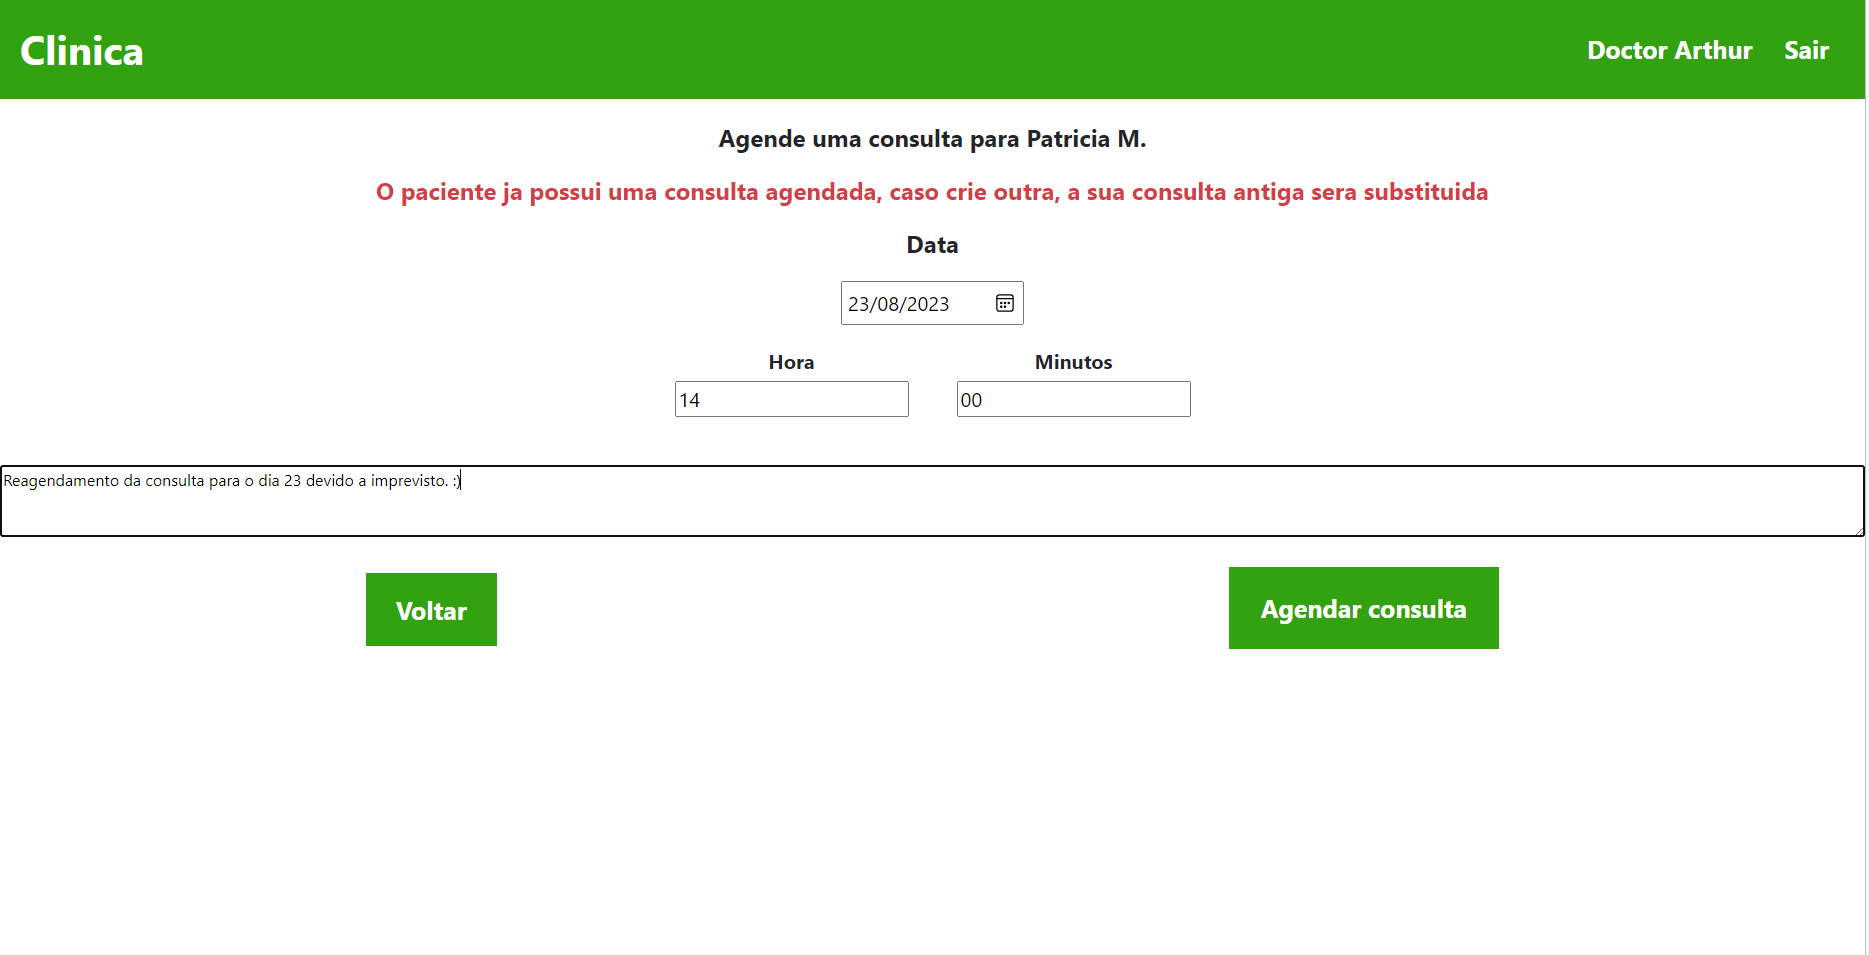 Clinica
Doctor Arthur Sair
Agende uma consulta para Patricia M.
O paciente ja possui uma consulta agendada, caso crie outra, a sua consulta antiga sera substituida
Data
23/08/2023
Hora Minutos
14 00
Reagendamento da consulta para o dia 23 devido a imprevisto. :)
Voltar Agendar consulta